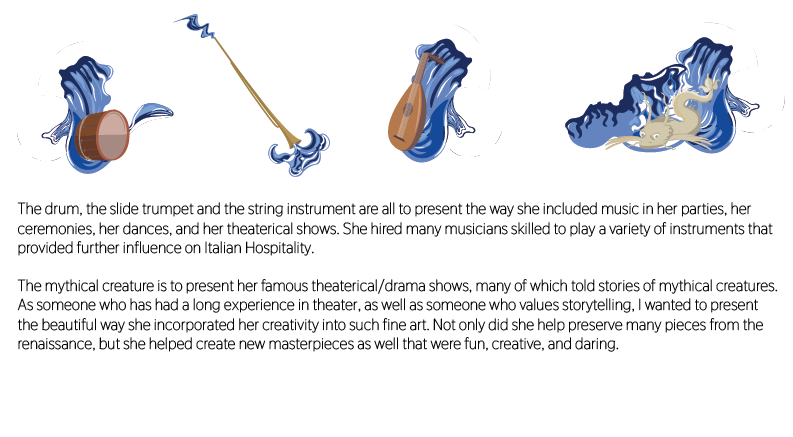 The drum, the slide trumpet and the string instrument are all to present the way she included music in her parties, her
ceremonies, her dances, and her theaterical shows. She hired many musicians skilled to play a variety of instruments that
provided further influence on Italian Hospitality.
The mythical creature is to present her famous theaterical/drama shows, many of which told stories of mythical creatures.
As someone who has had a long experience in theater, as well as someone who values storytelling, I wanted to present
the beautiful way she incorporated her creativity into such fine art. Not only did she help preserve many pieces from the
renaissance, but she helped create new masterpieces as well that were fun, creative, and daring.